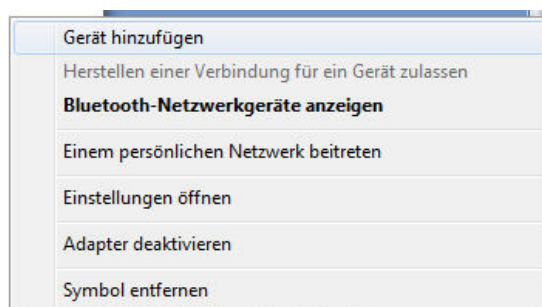 Gerät hinzufügen
Herstellen einer Verbindung für ein Gerät zulassen
Bluetooth-Netzwerkgeräte anzeigen
Einem persönlichen Netzwerk beitreten
Einstellungen öffnen
Adapter deaktivieren
Symbol entfernen